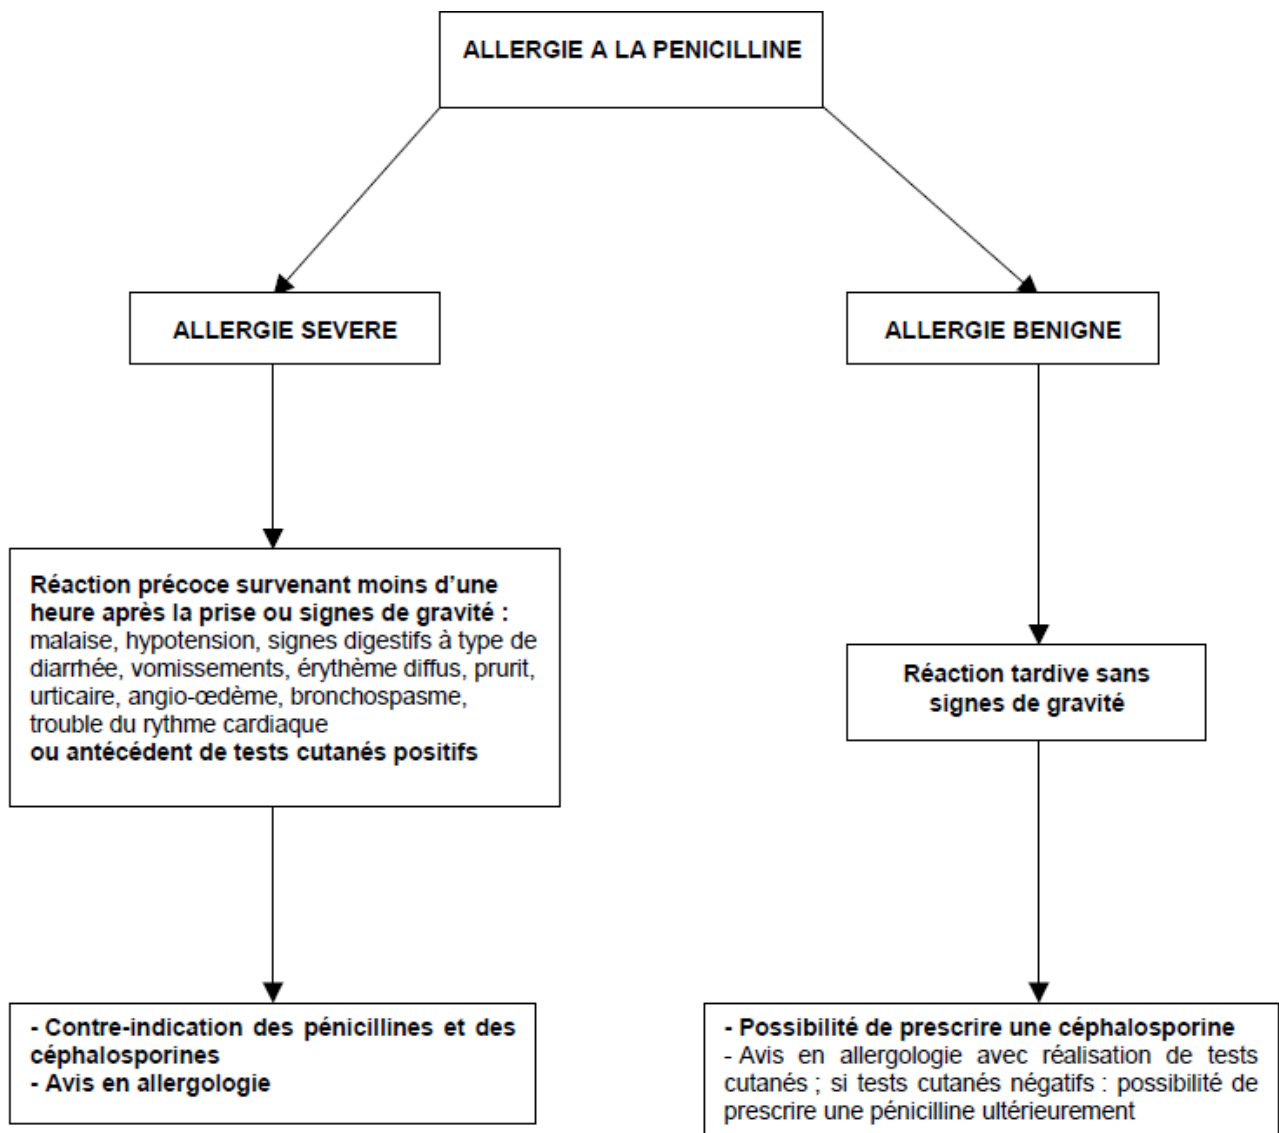 ALLERGIE A LA PENICILLINE
ALLERGIE SEVERE
ALLERGIE BENIGNE
Réaction précoce survenant moins d’une
heure après la prise ou signes de gravité :
malaise, hypotension, signes digestifs à type de
diarrhée, vomissements, érythème diffus, prurit,
urticaire, angio-œdème, bronchospasme,
trouble du rythme cardiaque
ou antécédent de tests cutanés positifs
Réaction tardive sans
signes de gravité
- Contre-indication des pénicillines et des
céphalosporines
- Avis en allergologie
- Possibilité de prescrire une céphalosporine
- Avis en allergologie avec réalisation de tests
cutanés ; si tests cutanés négatifs : possibilité de
prescrire une pénicilline ultérieurement